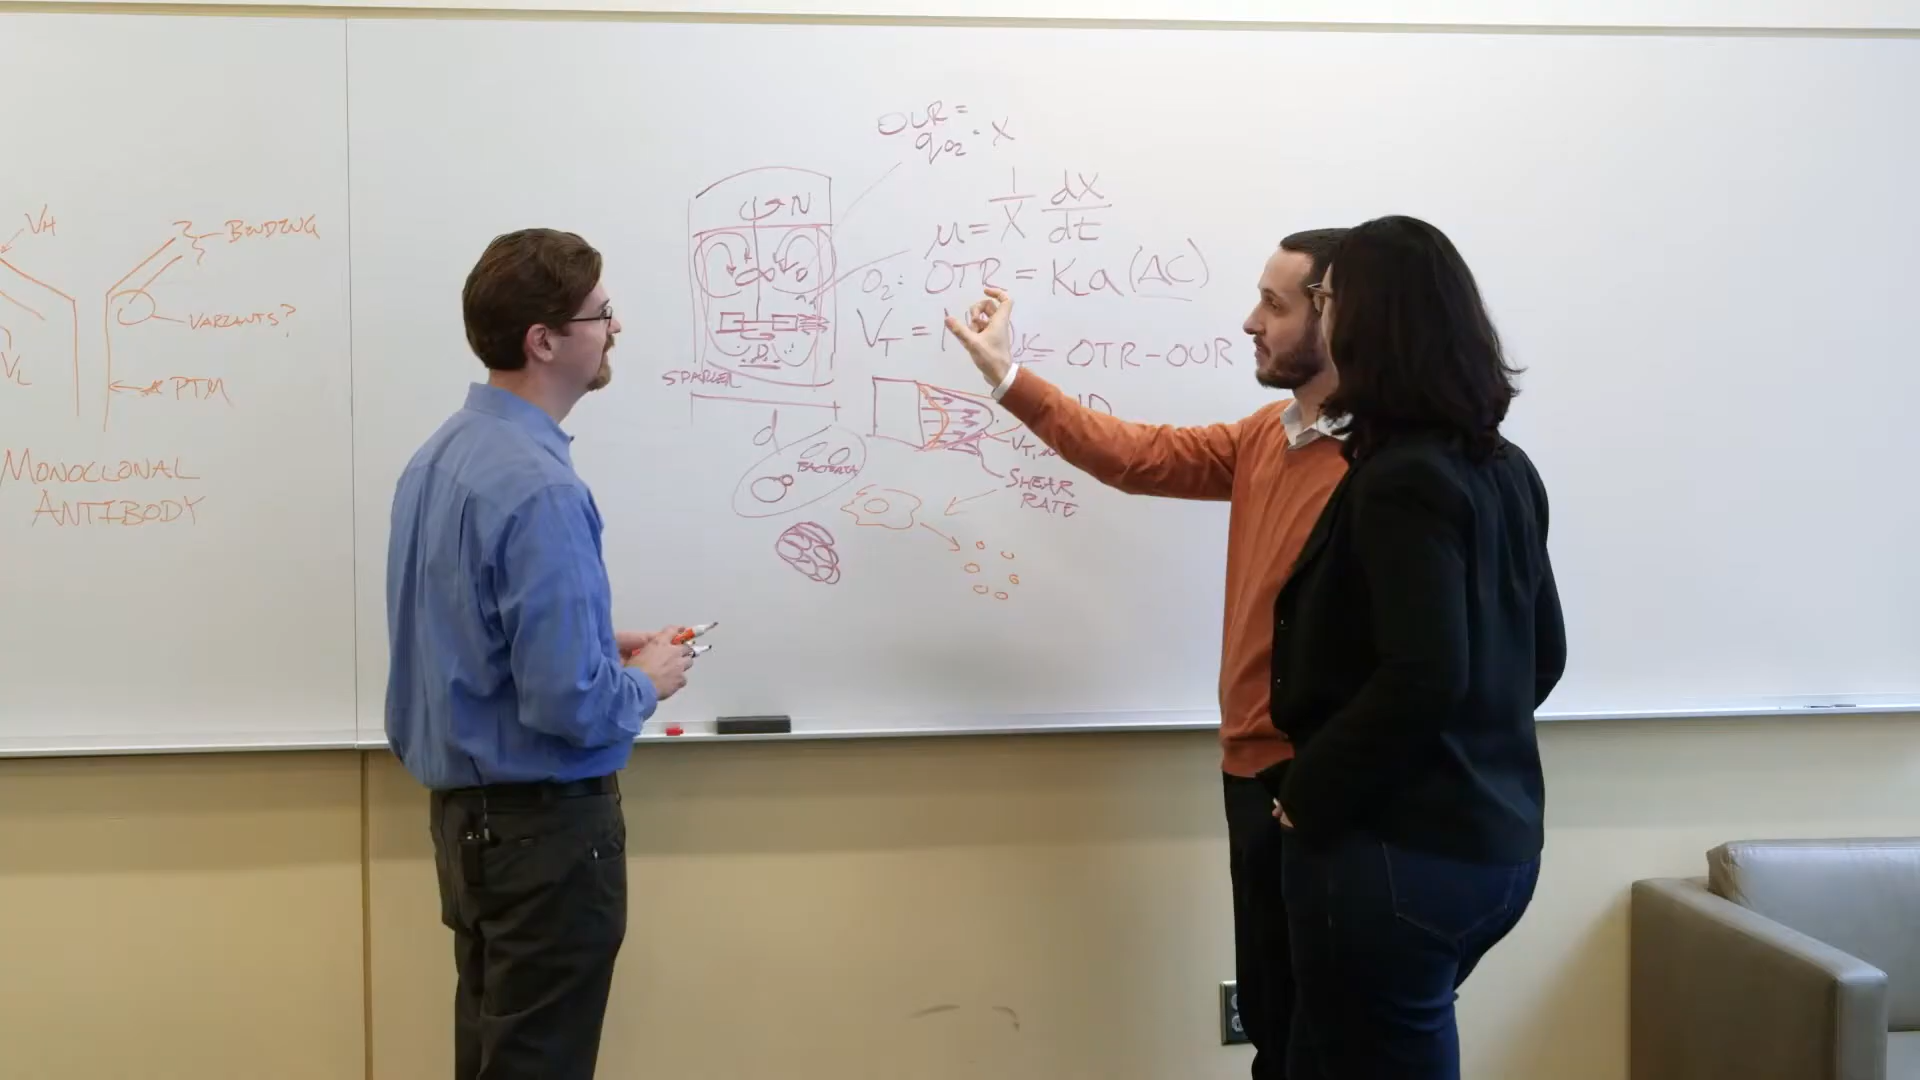 VH
BINDING
VARIANTS?
VL
PTM
MONOCLONAL
ANTIBODY
OUR =
qO2 · X
N
μ = 1/X dX/dt
O2: OTR = KLa (ΔC)
VT =
OTR-OUR
D
SPARGER
d
BACTERIA
VT,
SHEAR
RATE